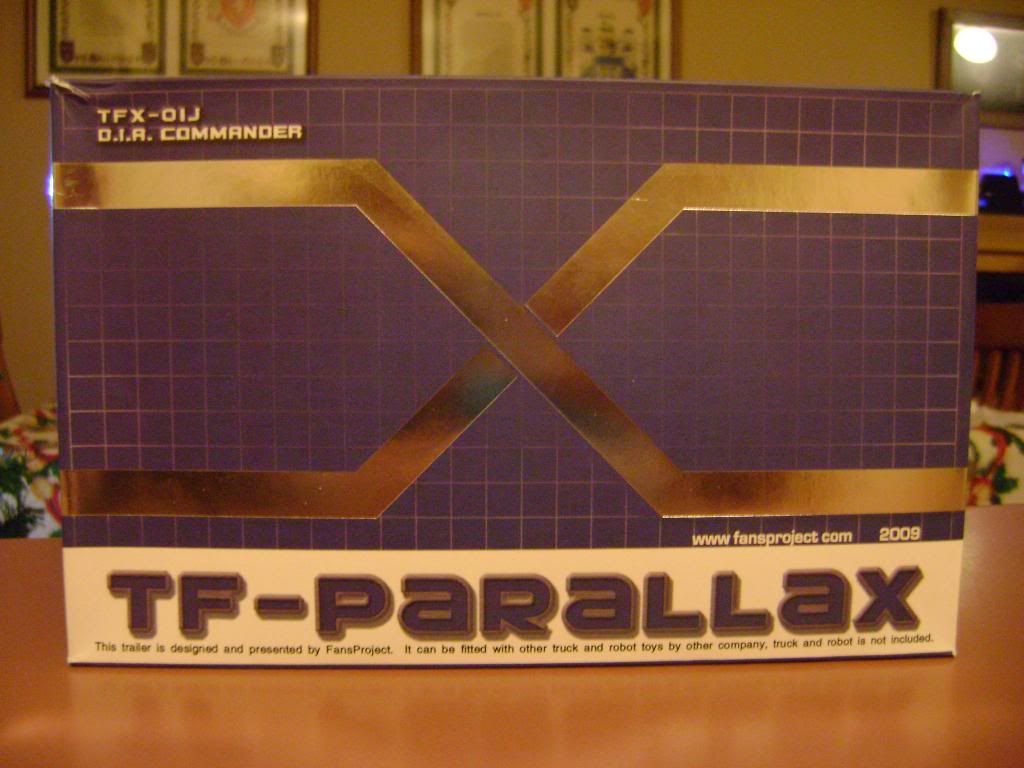 TFX-01J
D.I.A. COMMANDER
www.fansproject.com 2009
TF-PARALLAX
This trailer is designed and presented by FansProject. It can be fitted with other truck and robot toys by other company, truck and robot is not included.